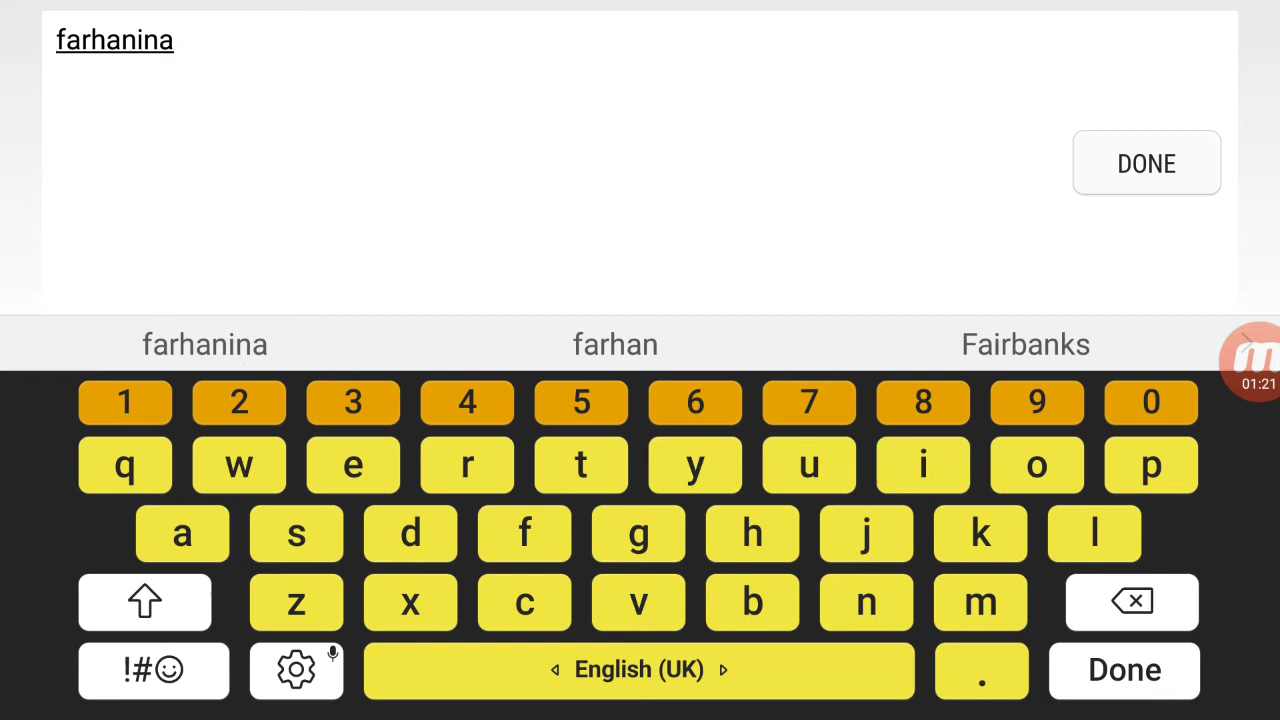 farhanina
DONE
farhanina farhan Fairbanks
01:21
1 2 3 4 5 6 7 8 9 0
q w e r t y u i o p
a s d f g h j k l
z x c v b n m
!#☺ English (UK) . Done